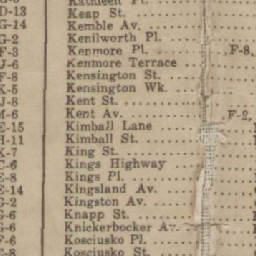 Kathleen Pl.
D-13 Keap St.
G-14 Kemble Av.
G-2 Kenilworth Pl.
F-3 Kenmore Pl. F-8,
J-6 Kenmore Terrace
F-8 Kensington St.
K-5 Kensington Wk.
J-8 Kent St.
M-6 Kent Av. F-2,
E-15 Kimball Lane
H-11 Kimball St.
K-7 King St.
E-6 Kings Highway
E-8 Kings Pl.
E-14 Kingsland Av.
G-2 Kingston Av.
G-6 Knapp St.
G-6 Knickerbocker Av.
F-6 Kosciusko Pl.
E-8 Kosciusko St.